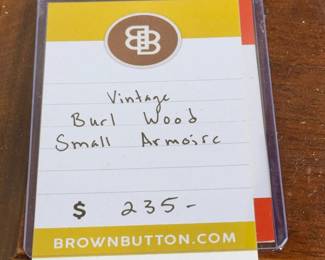 BB
Vintage
Burl Wood
Small Armoire
$ 235-
BROWNBUTTON.COM